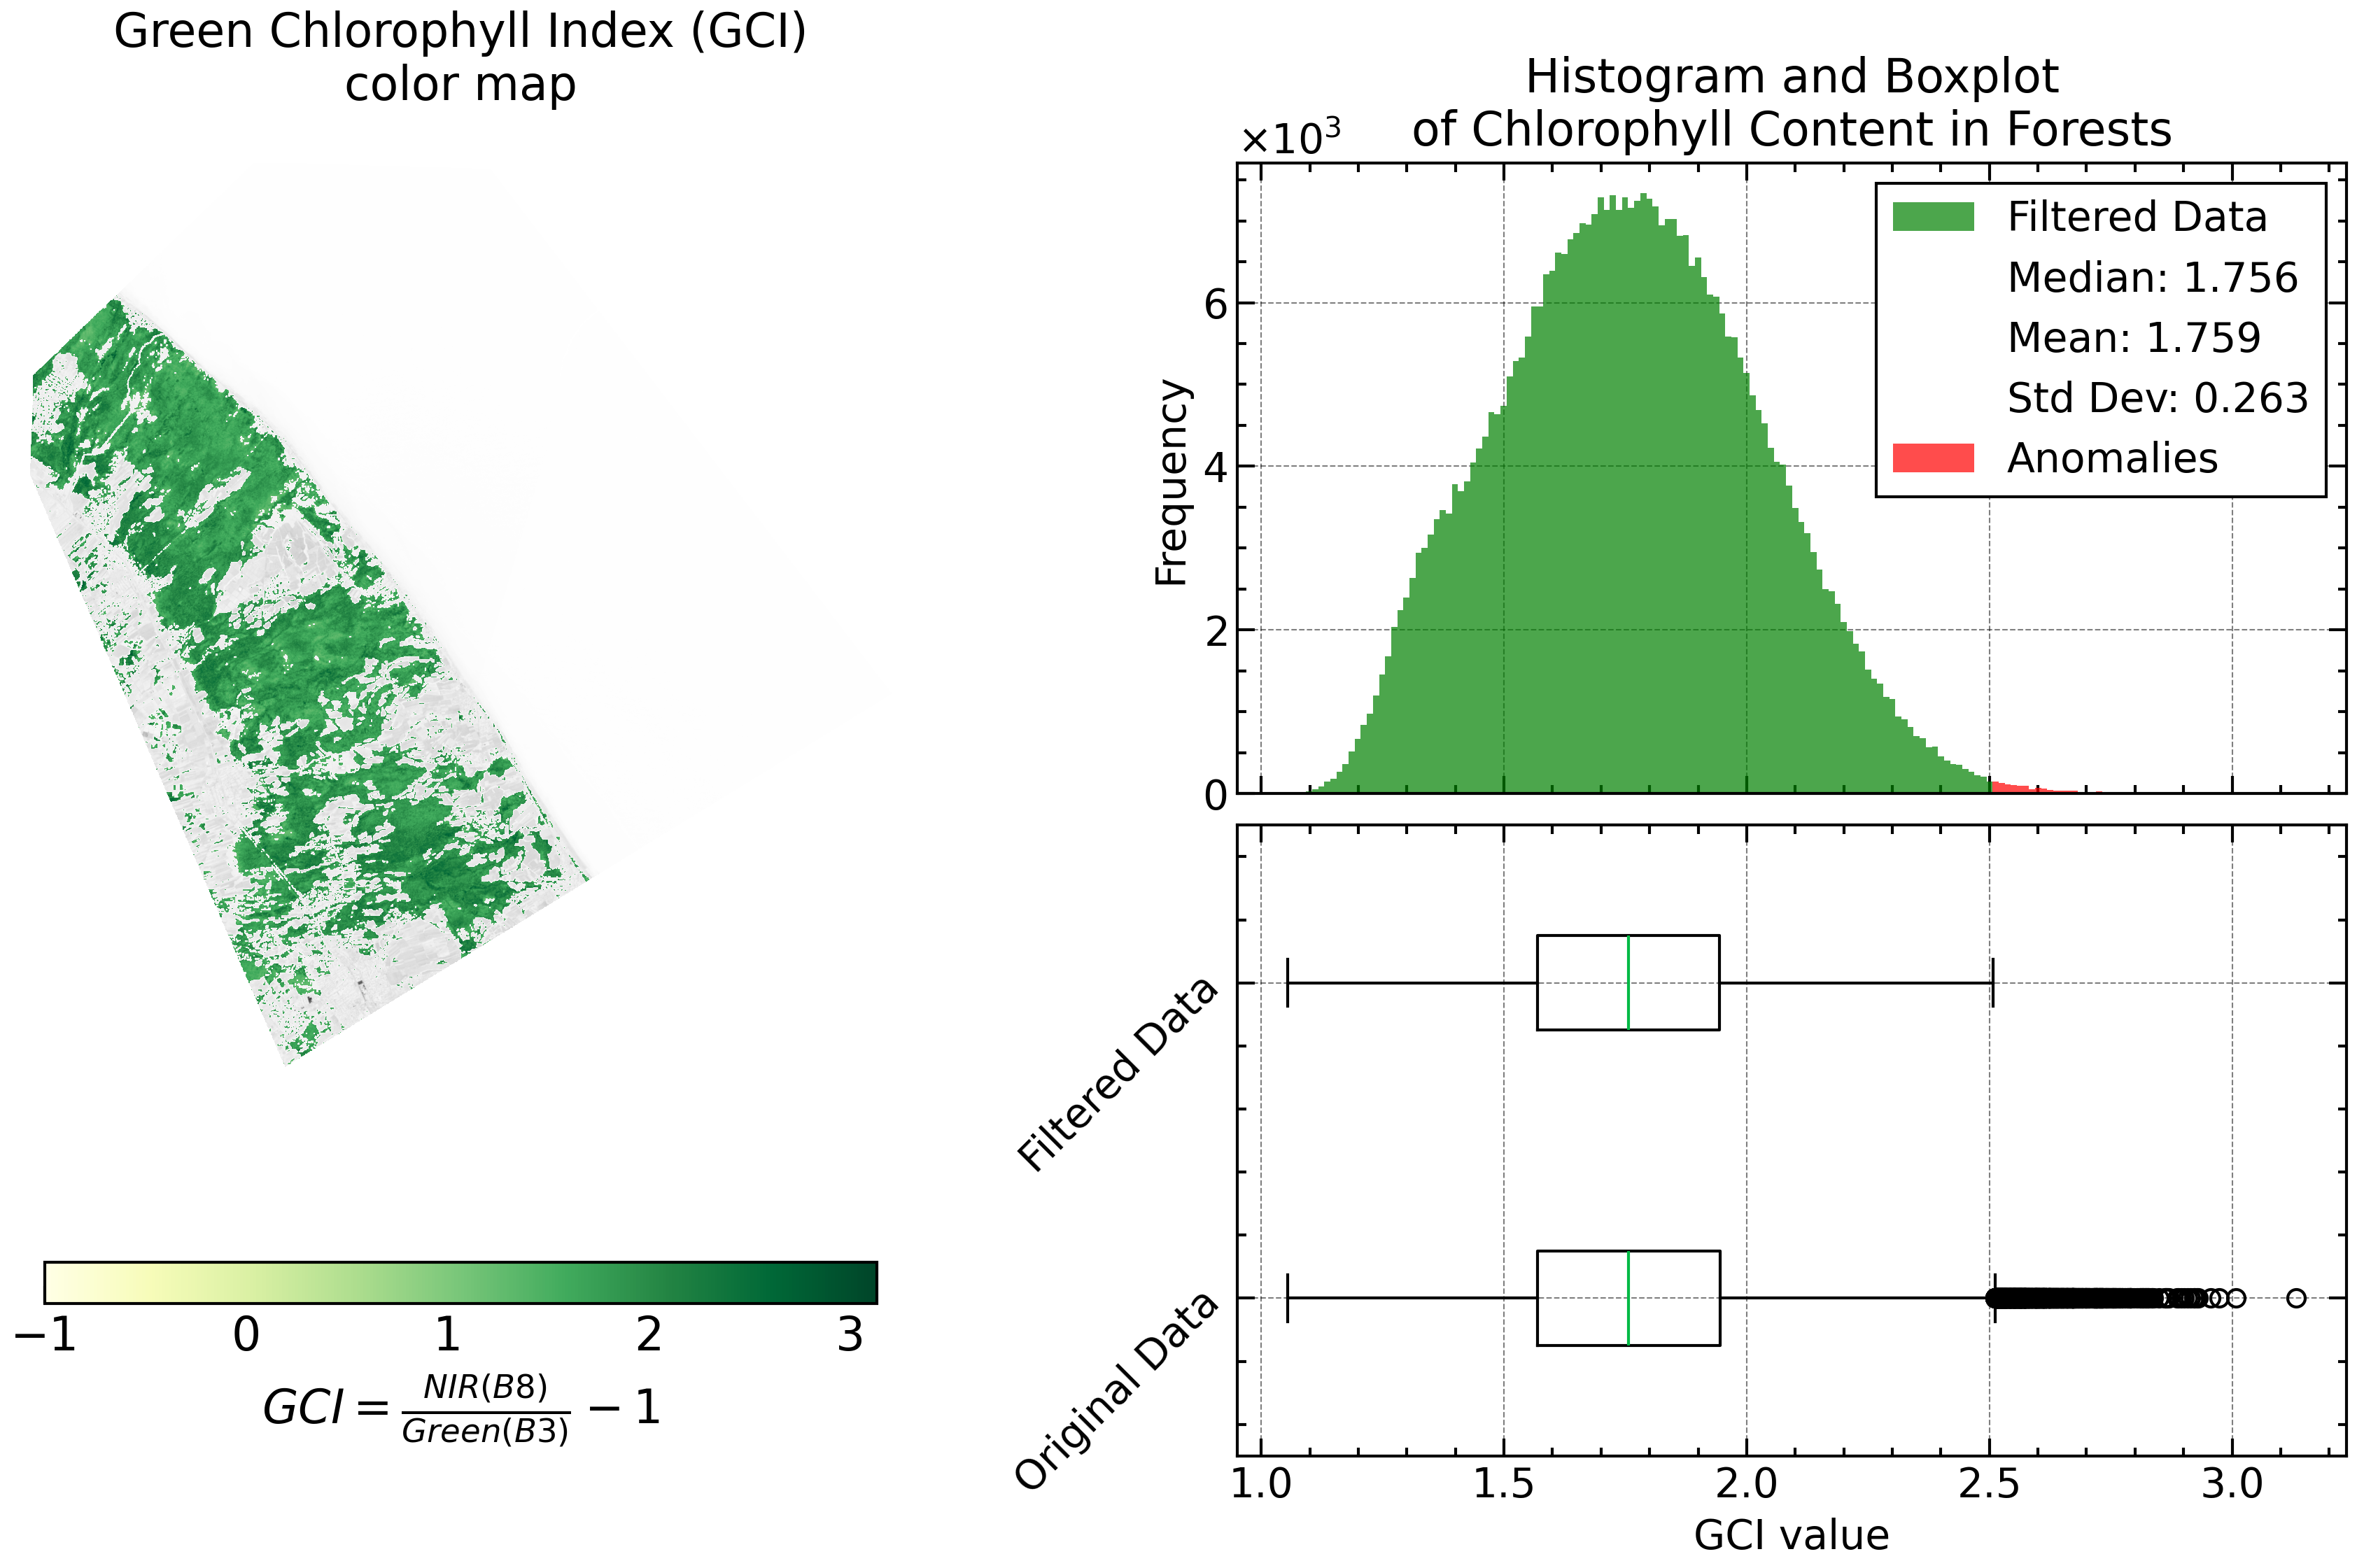 Green Chlorophyll Index (GCI)
color map
−1 0 1 2 3
GCI = NIR(B8) / Green(B3) − 1
Histogram and Boxplot
of Chlorophyll Content in Forests
×10³
Frequency
6
4
2
0
Filtered Data
Median: 1.756
Mean: 1.759
Std Dev: 0.263
Anomalies
Filtered Data
Original Data
1.0 1.5 2.0 2.5 3.0
GCI value